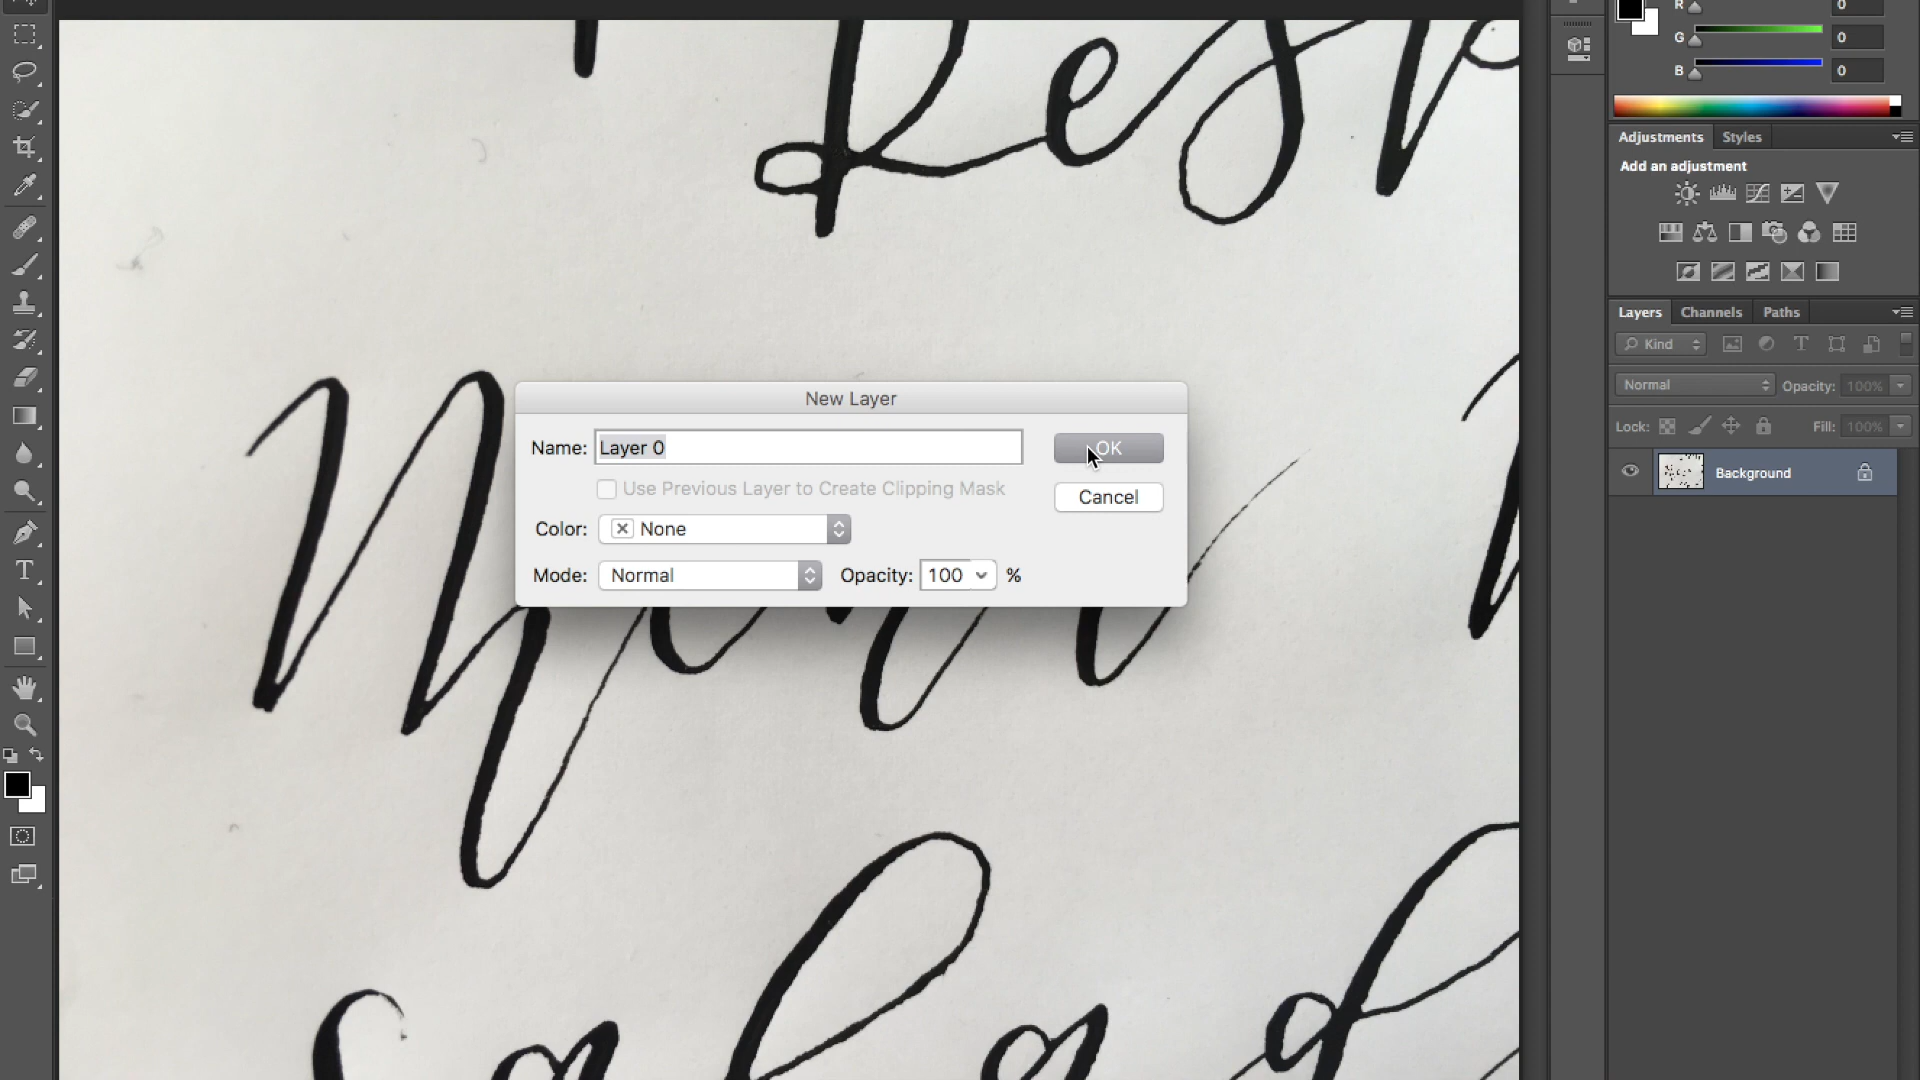 R 0
G 0
B 0
Adjustments Styles
Add an adjustment
Layers Channels Paths
Kind
Normal Opacity: 100%
Lock: Fill: 100%
Background
New Layer
Name: Layer 0 OK
Use Previous Layer to Create Clipping Mask
Cancel
Color: None
Mode: Normal Opacity: 100 %